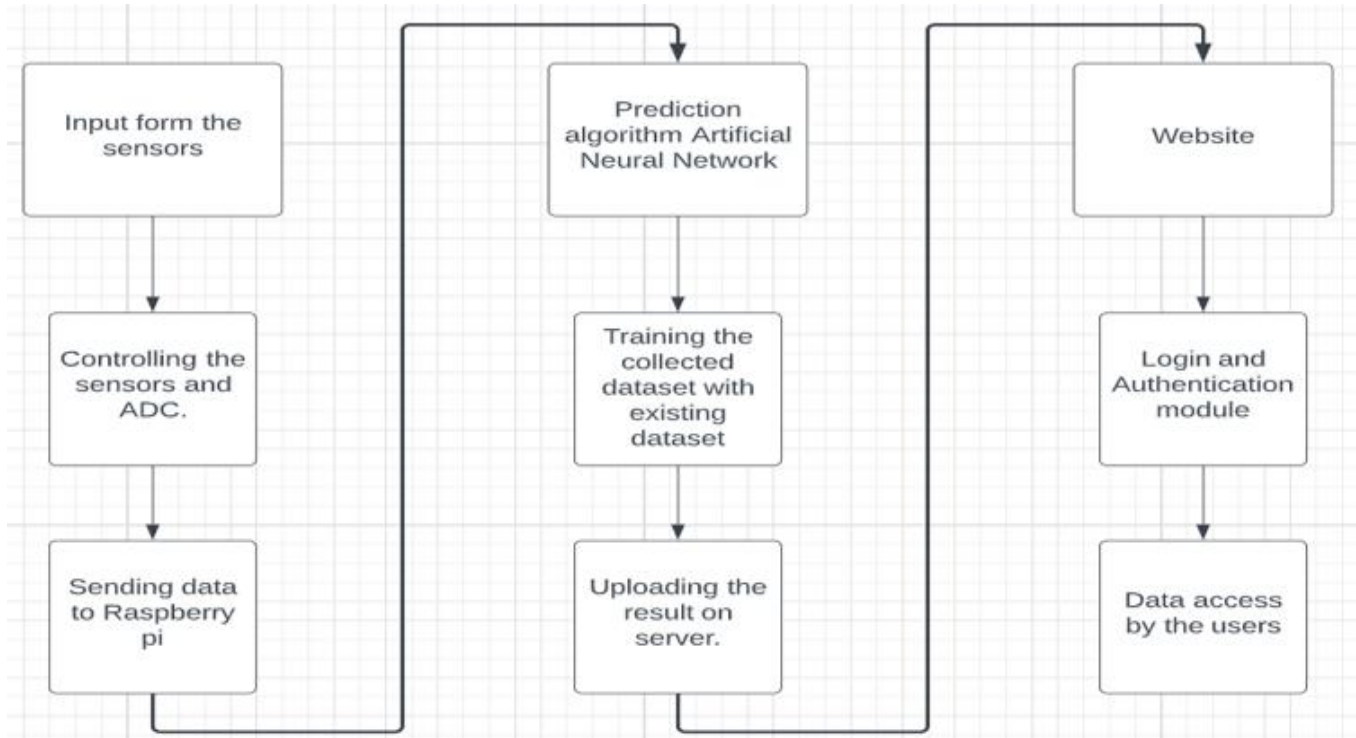 Input form the
sensors
Controlling the
sensors and
ADC.
Sending data
to Raspberry
pi
Prediction
algorithm Artificial
Neural Network
Training the
collected
dataset with
existing
dataset
Uploading the
result on
server.
Website
Login and
Authentication
module
Data access
by the users